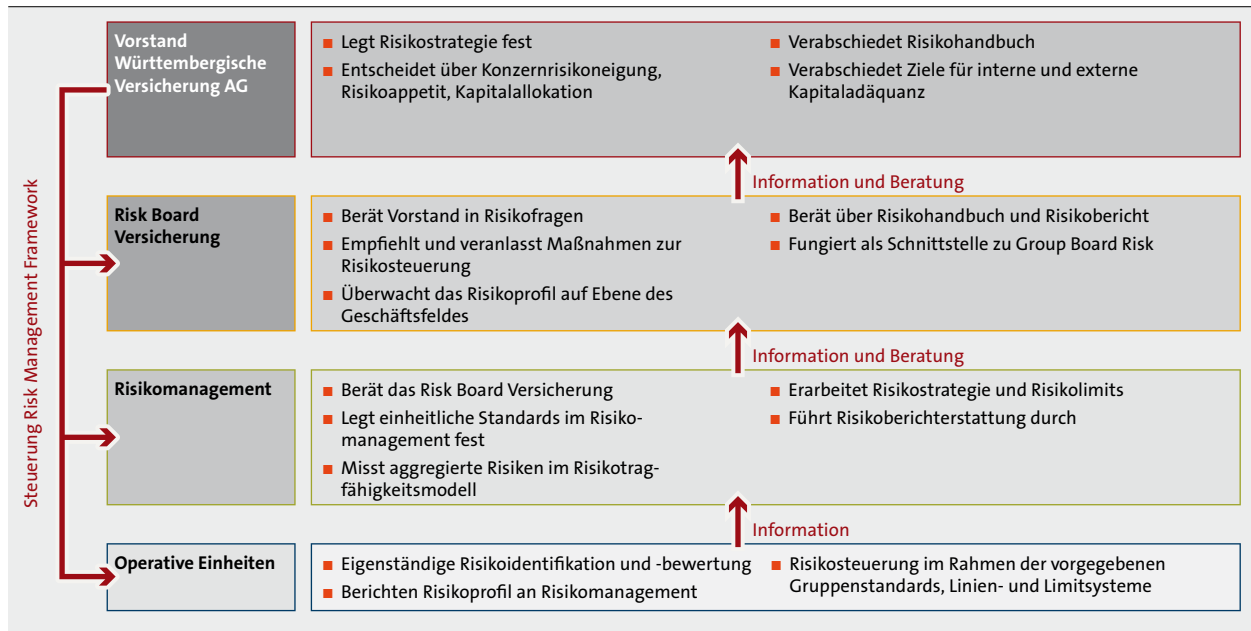 Steuerung Risk Management Framework
Vorstand
Württembergische
Versicherung AG
Legt Risikostrategie fest
Entscheidet über Konzernrisikoneigung,
Risikoappetit, Kapitalallokation
Verabschiedet Risikohandbuch
Verabschiedet Ziele für interne und externe
Kapitaladäquanz
Information und Beratung
Risk Board
Versicherung
Berät Vorstand in Risikofragen
Empfiehlt und veranlasst Maßnahmen zur
Risikosteuerung
Überwacht das Risikoprofil auf Ebene des
Geschäftsfeldes
Berät über Risikohandbuch und Risikobericht
Fungiert als Schnittstelle zu Group Board Risk
Information und Beratung
Risikomanagement
Berät das Risk Board Versicherung
Legt einheitliche Standards im Risiko-
management fest
Misst aggregierte Risiken im Risikotrag-
fähigkeitsmodell
Erarbeitet Risikostrategie und Risikolimits
Führt Risikoberichterstattung durch
Information
Operative Einheiten
Eigenständige Risikoidentifikation und -bewertung
Berichten Risikoprofil an Risikomanagement
Risikosteuerung im Rahmen der vorgegebenen
Gruppenstandards, Linien- und Limitsysteme